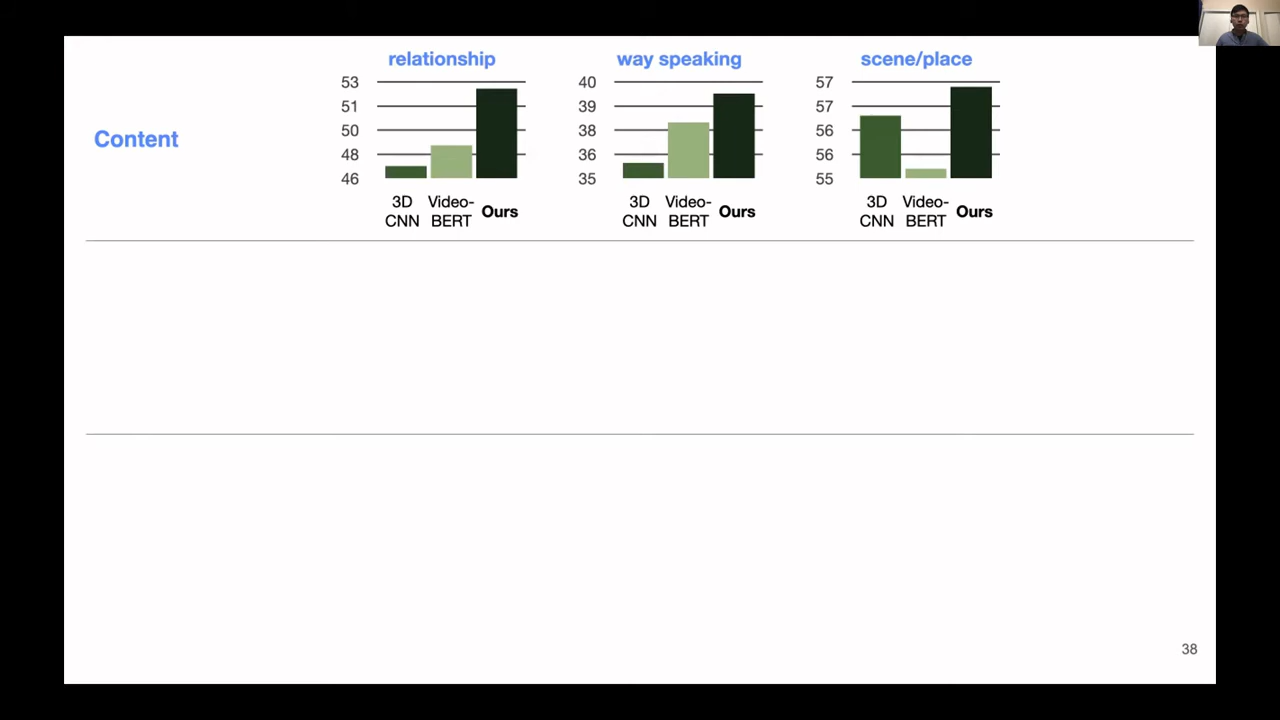 relationship
way speaking
scene/place
Content
53
51
50
48
46
3D
CNN
Video-
BERT
Ours
40
39
38
36
35
3D
CNN
Video-
BERT
Ours
57
57
56
56
55
3D
CNN
Video-
BERT
Ours
38